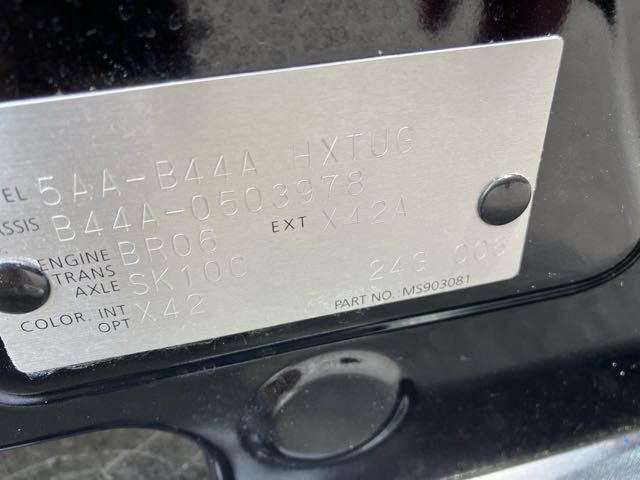 EL 5AA-B44A HXTUG
ASSIS B44A-0503978
ENGINE BR06 EXT X42A
TRANS AXLE SK10C 24G
COLOR. INT X42
OPT PART NO.: MS903081